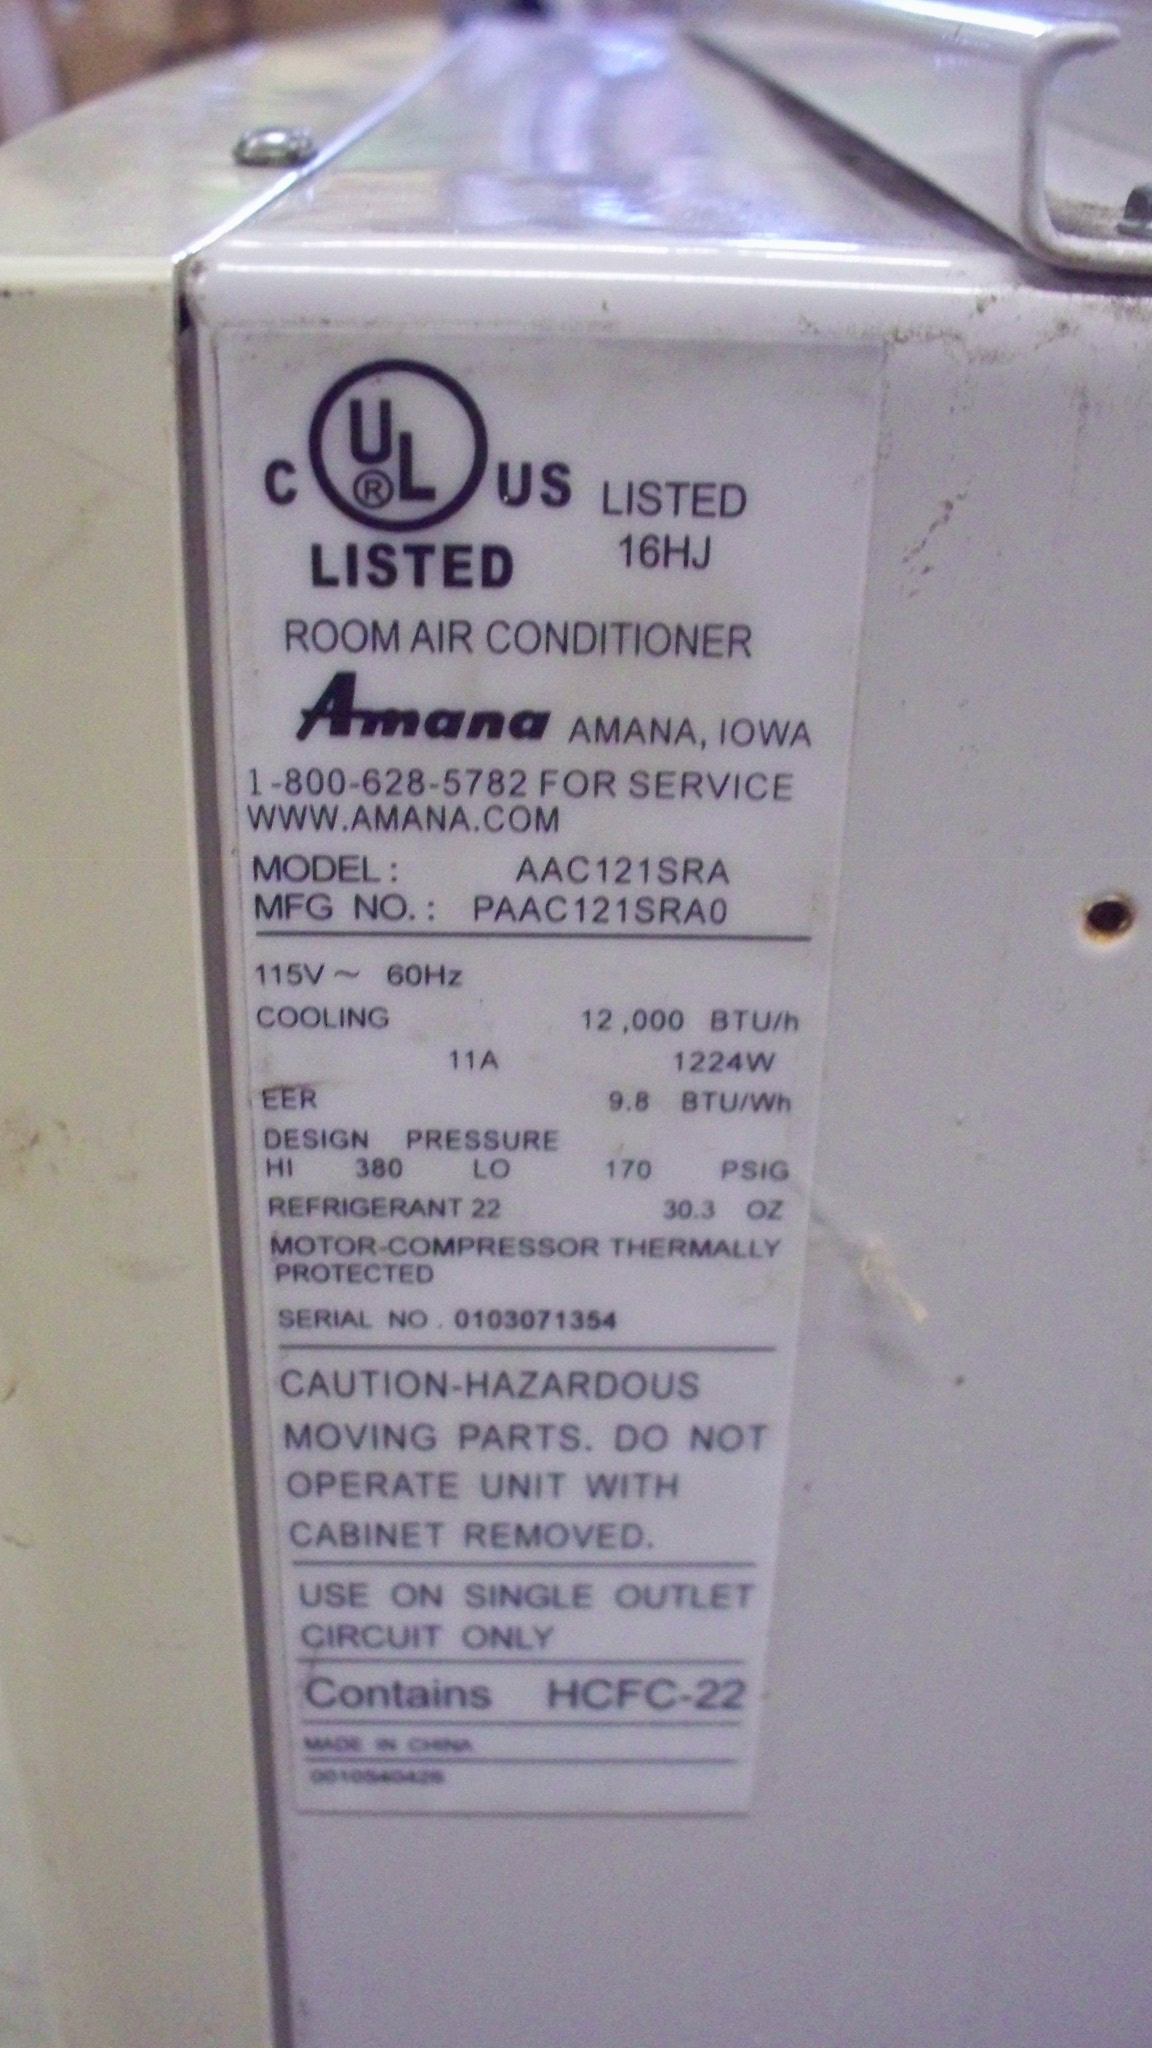 C UL® US LISTED
LISTED 16HJ
ROOM AIR CONDITIONER
Amana AMANA, IOWA
1-800-628-5782 FOR SERVICE
WWW.AMANA.COM
MODEL: AAC121SRA
MFG NO.: PAAC121SRA0
115V~ 60Hz
COOLING 12,000 BTU/h
11A 1224W
EER 9.8 BTU/Wh
DESIGN PRESSURE
HI 380 LO 170 PSIG
REFRIGERANT 22 30.3 OZ
MOTOR-COMPRESSOR THERMALLY
PROTECTED
SERIAL NO. 0103071354
CAUTION-HAZARDOUS
MOVING PARTS. DO NOT
OPERATE UNIT WITH
CABINET REMOVED.
USE ON SINGLE OUTLET
CIRCUIT ONLY
Contains HCFC-22
MADE IN CHINA